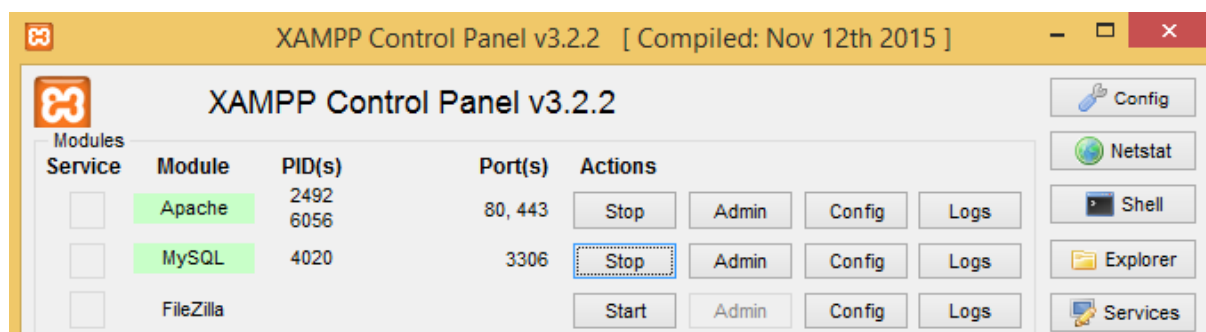 XAMPP Control Panel v3.2.2 [ Compiled: Nov 12th 2015 ]
XAMPP Control Panel v3.2.2
Modules
Service Module PID(s) Port(s) Actions
Apache 2492 6056 80, 443 Stop Admin Config Logs
MySQL 4020 3306 Stop Admin Config Logs
FileZilla Start Admin Config Logs
Config
Netstat
Shell
Explorer
Services